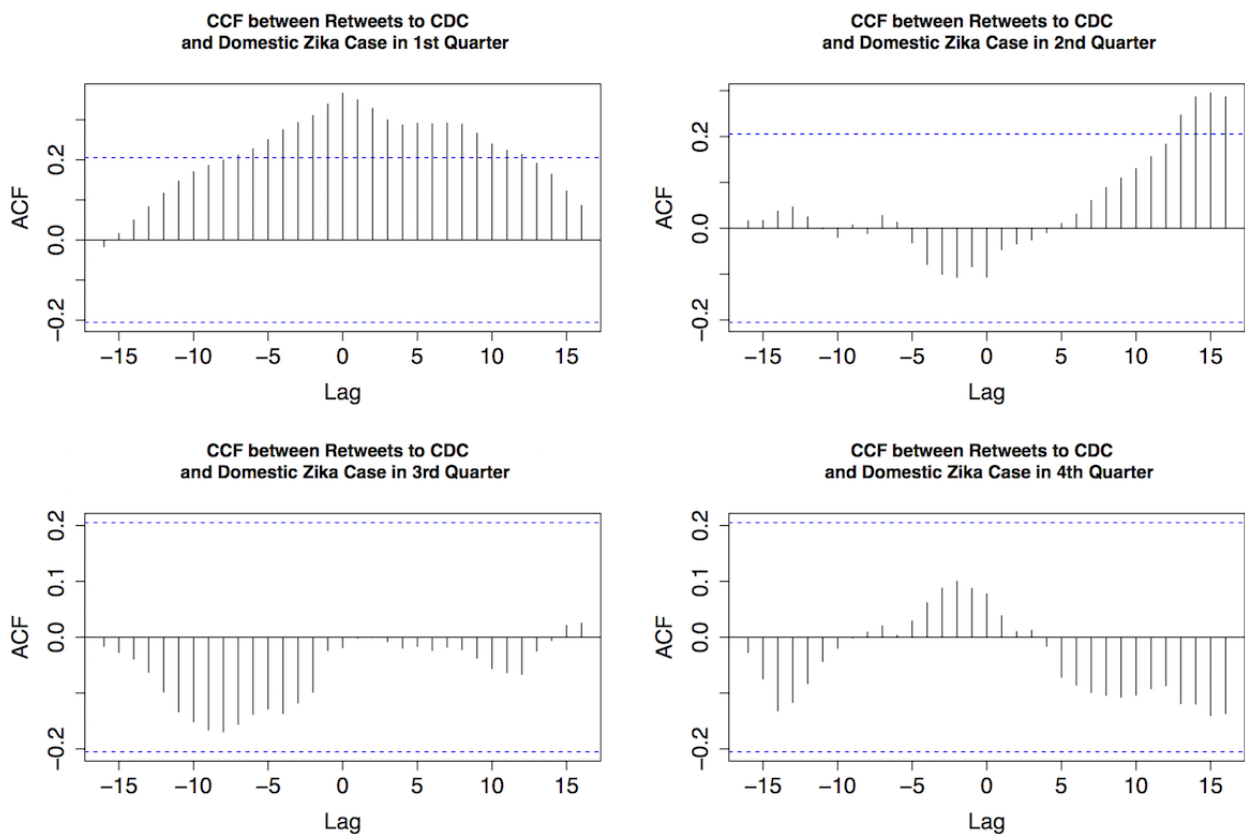 CCF between Retweets to CDC
and Domestic Zika Case in 1st Quarter
ACF
0.2
0.0
−0.2
−15 −10 −5 0 5 10 15
Lag
CCF between Retweets to CDC
and Domestic Zika Case in 2nd Quarter
ACF
0.2
0.0
−0.2
−15 −10 −5 0 5 10 15
Lag
CCF between Retweets to CDC
and Domestic Zika Case in 3rd Quarter
ACF
0.2
0.1
0.0
−0.2
−15 −10 −5 0 5 10 15
Lag
CCF between Retweets to CDC
and Domestic Zika Case in 4th Quarter
ACF
0.2
0.1
0.0
−0.2
−15 −10 −5 0 5 10 15
Lag